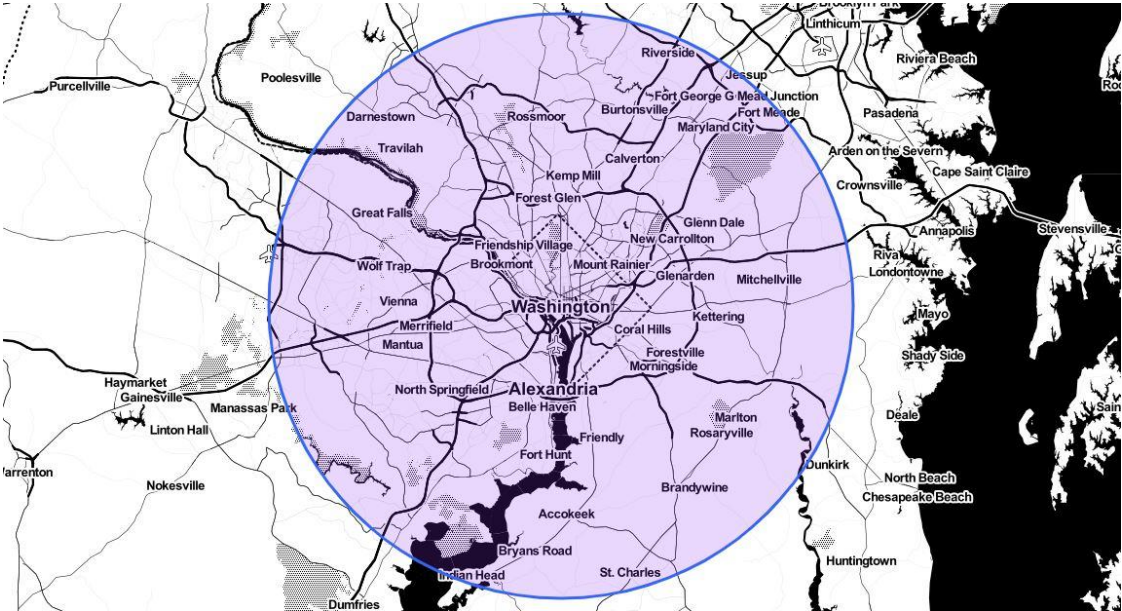 Brooklyn Park
Linthicum
Riverside
Riviera Beach
Poolesville
Jessup
Purcellville
Fort George G Mead Junction
Burtonsville
Fort Meade
Pasadena
Darnestown
Rossmoor
Maryland City
Travilah
Arden on the Severn
Calverton
Kemp Mill
Cape Saint Claire
Crownsville
Forest Glen
Great Falls
Glenn Dale
Annapolis
Stevensville
Friendship Village
New Carrollton
Riva
Wolf Trap
Brookmont
Mount Rainier
Glenarden
Mitchellville
Londontowne
Vienna
Washington
Kettering
Mayo
Merrifield
Coral Hills
Mantua
Forestville
Shady Side
Morningside
Haymarket
Gainesville
North Springfield
Alexandria
Manassas Park
Belle Haven
Deale
Marlton
Linton Hall
Friendly
Rosaryville
Fort Hunt
Dunkirk
arrenton
North Beach
Nokesville
Brandywine
Chesapeake Beach
Accokeek
Bryans Road
Huntingtown
Indian Head
St. Charles
Dumfries